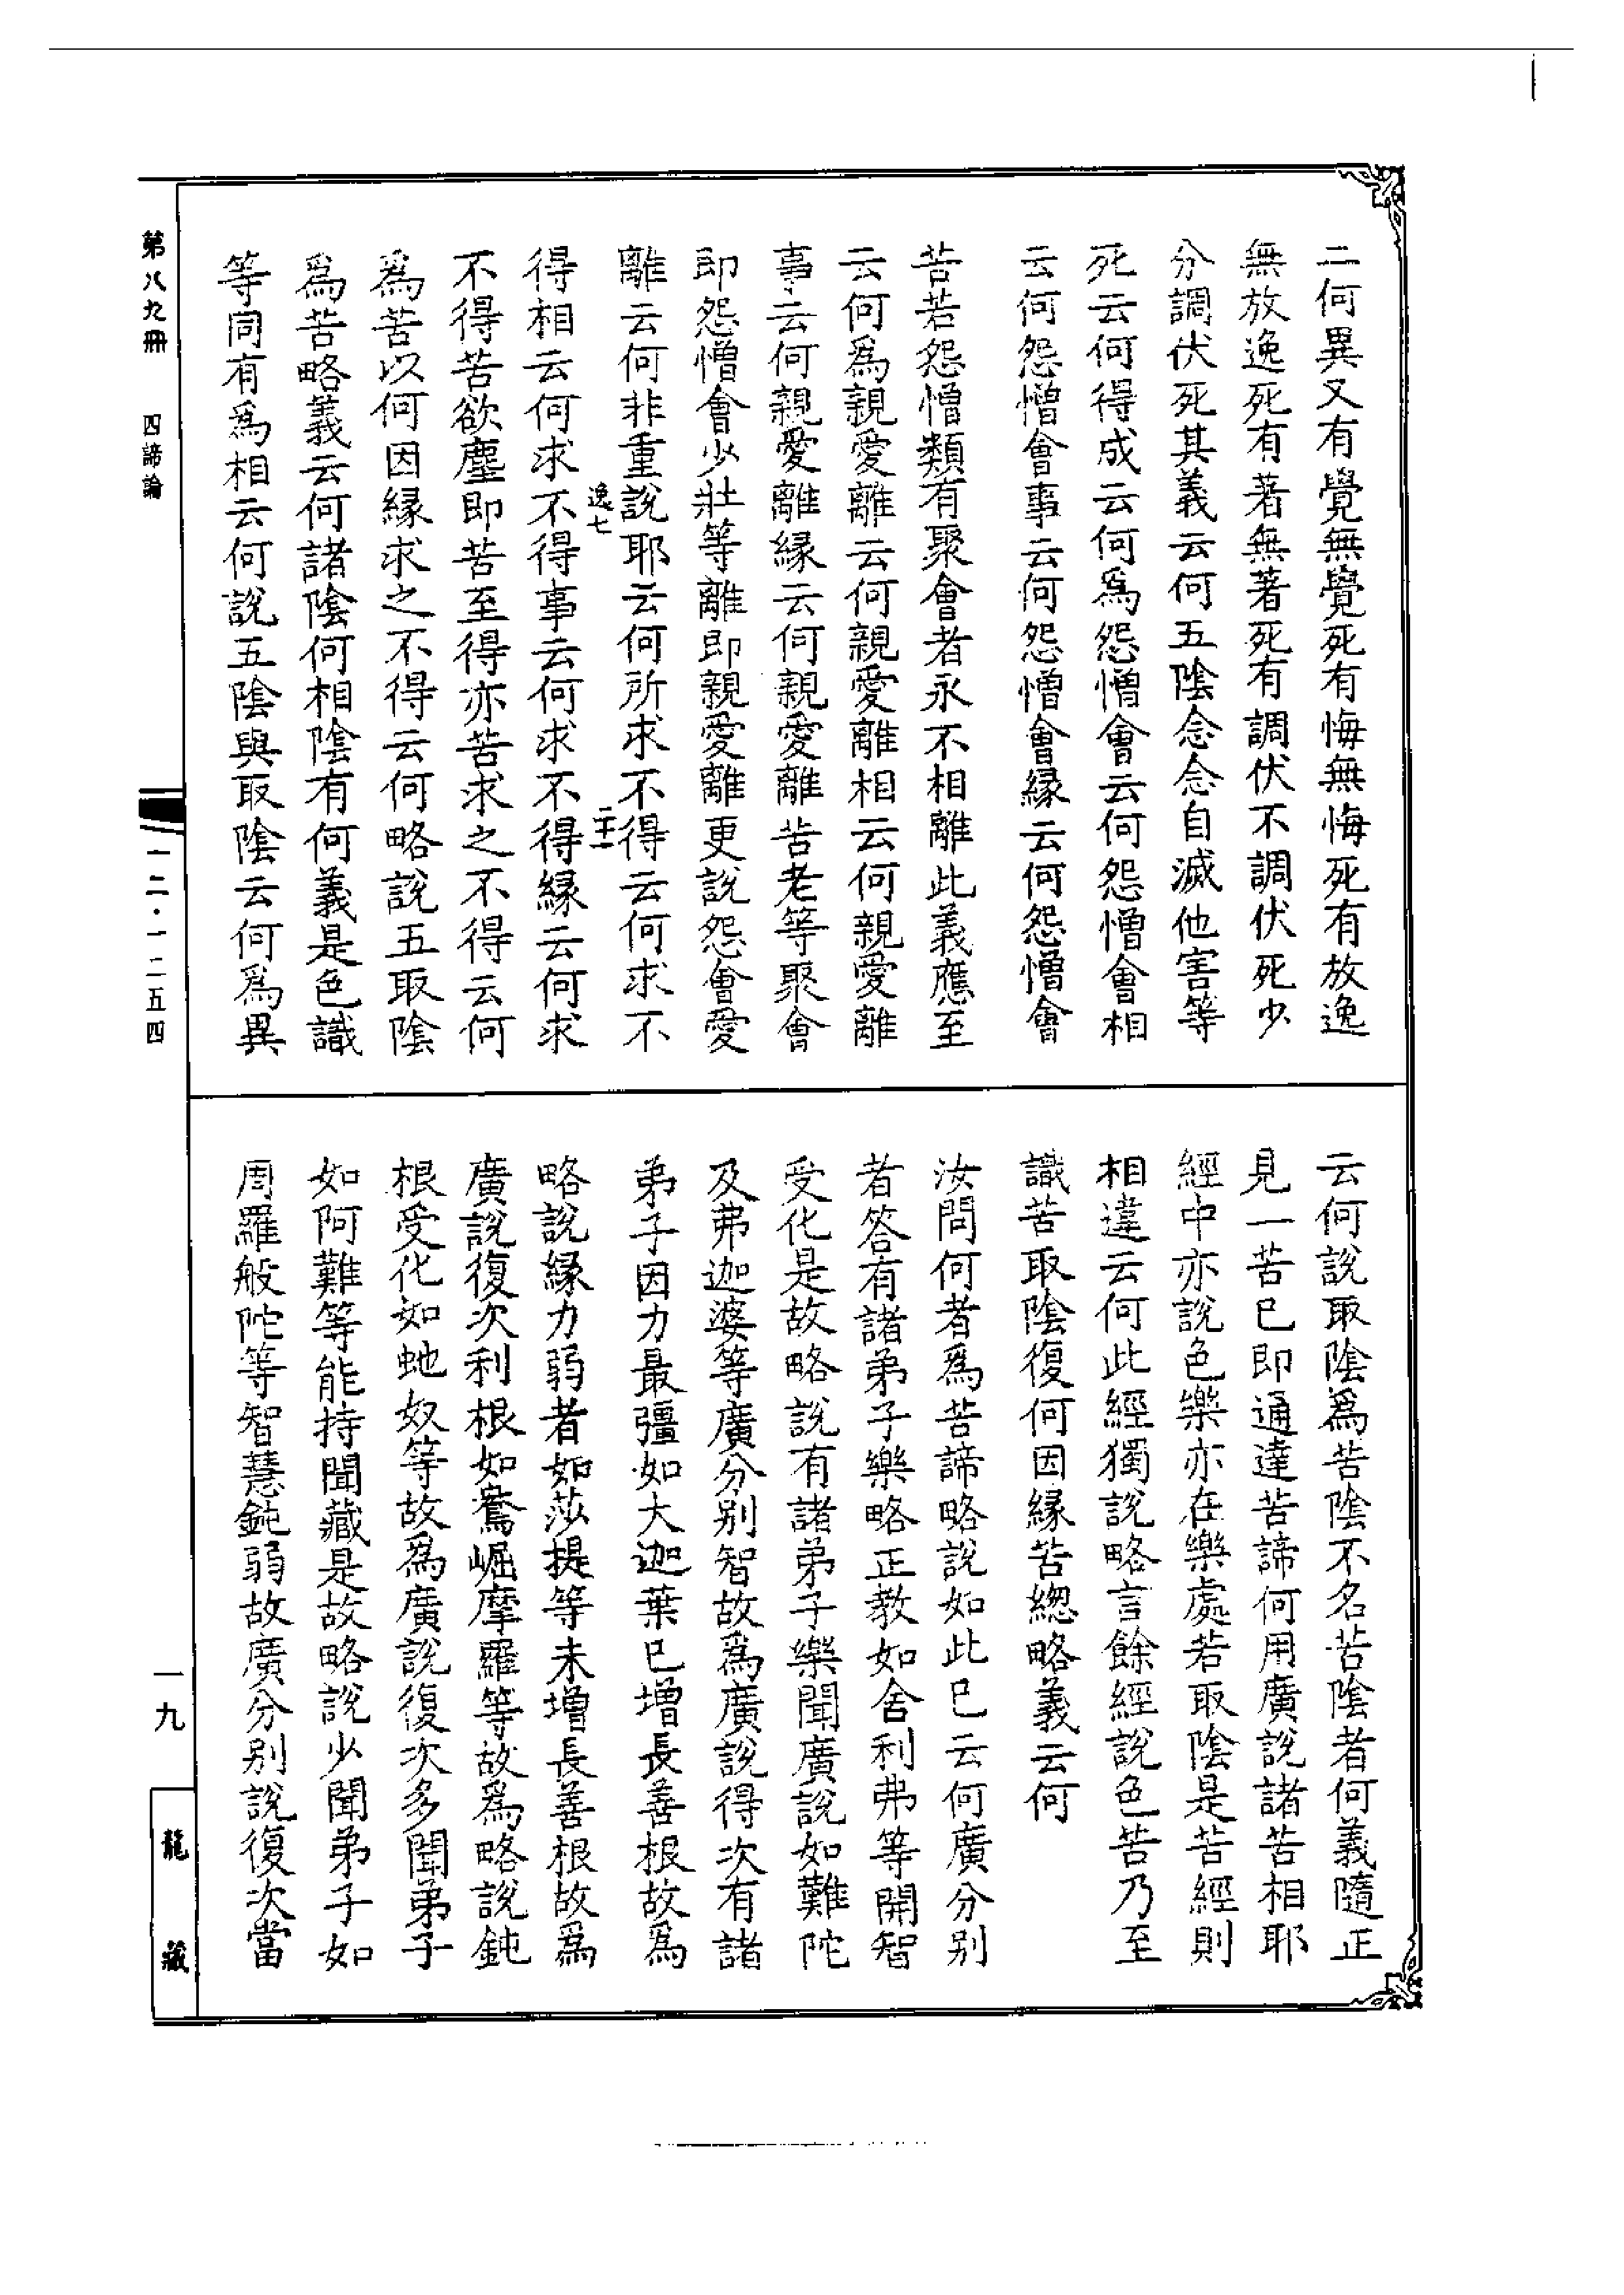 二何異又有覺無覺死有悔無悔死有放逸
無放逸死有著無著死有調伏不調伏死少
分調伏死其義云何五陰念念自滅他害等
死云何得成云何爲怨憎會云何怨憎會相
云何怨憎會事云何怨憎會緣云何怨憎會
苦若怨憎類有聚會者永不相離此義應至
云何爲親愛離云何親愛離相云何親愛離
事云何親愛離緣云何親愛離苦老等聚會
即怨憎會少壯等離即親愛離更說怨會愛
離云何非重說耶云何所求不得云何求不
逸七
二十一
得相云何求不得事云何求不得緣云何求
不得苦欲塵即苦至得亦苦求之不得云何
爲苦以何因緣求之不得云何略說五取陰
爲苦略義云何諸陰何相陰有何義是色識
等同有爲相云何說五陰與取陰云何爲異
云何說取陰爲苦陰不名苦陰者何義隨正
見一苦已即通達苦諦何用廣說諸苦相耶
經中亦說色樂亦在樂處若取陰是苦經則
相違云何此經獨說略言餘經說色苦乃至
識苦取陰復何因緣苦總略義云何
汝問何者爲苦諦略說如此已云何廣分別
者答有諸弟子樂略正教如舍利弗等開智
受化是故略說有諸弟子樂聞廣說如難陀
及弗迦婆等廣分別智故爲廣說得次有諸
弟子因力最彊如大迦葉已增長善根故爲
略說緣力弱者如莎提等未增長善根故爲
廣說復次利根如鴦崛摩羅等故爲略說鈍
根受化如虵奴等故爲廣說復次多聞弟子
如阿難等能持聞藏是故略說少聞弟子如
周羅般陀等智慧鈍弱故廣分別說復次當
第八九冊
四諦論
一二·一二五四
一九
龍藏